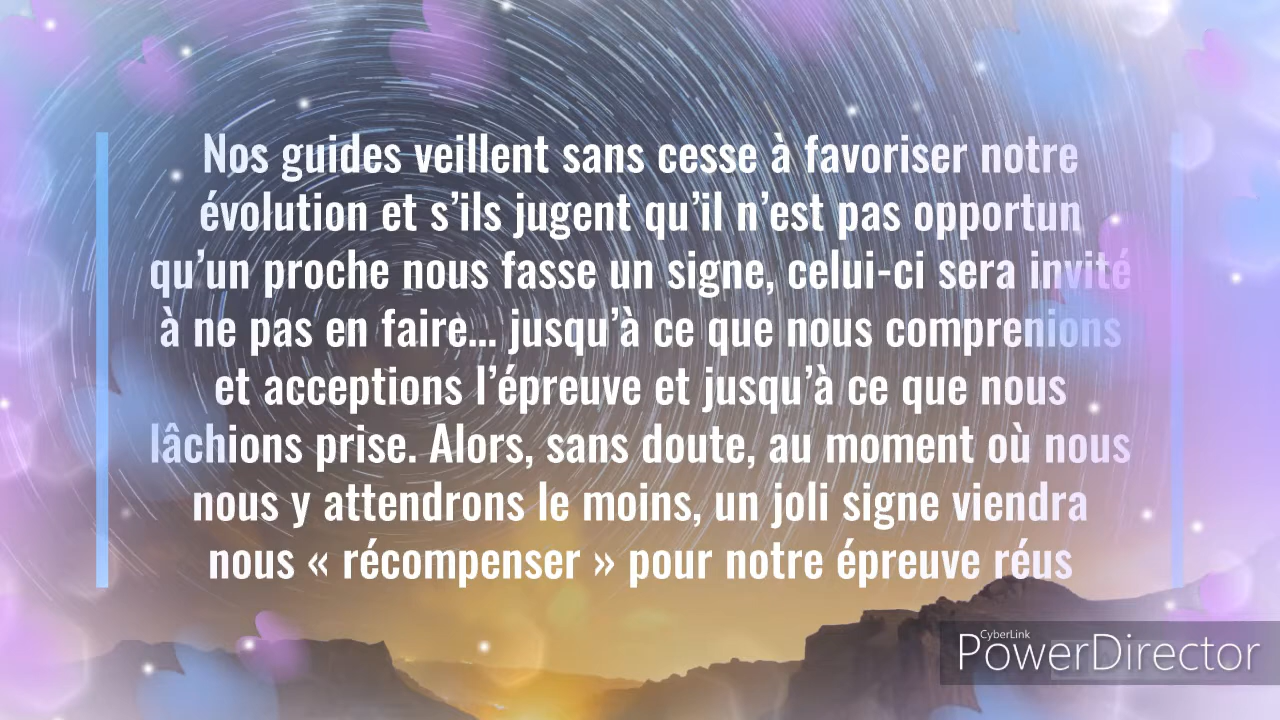 Nos guides veillent sans cesse à favoriser notre
évolution et s’ils jugent qu’il n’est pas opportun
qu’un proche nous fasse un signe, celui-ci sera invité
à ne pas en faire... jusqu’à ce que nous comprenions
et acceptions l’épreuve et jusqu’à ce que nous
lâchions prise. Alors, sans doute, au moment où nous
nous y attendrons le moins, un joli signe viendra
nous « récompenser » pour notre épreuve réus
CyberLink
PowerDirector